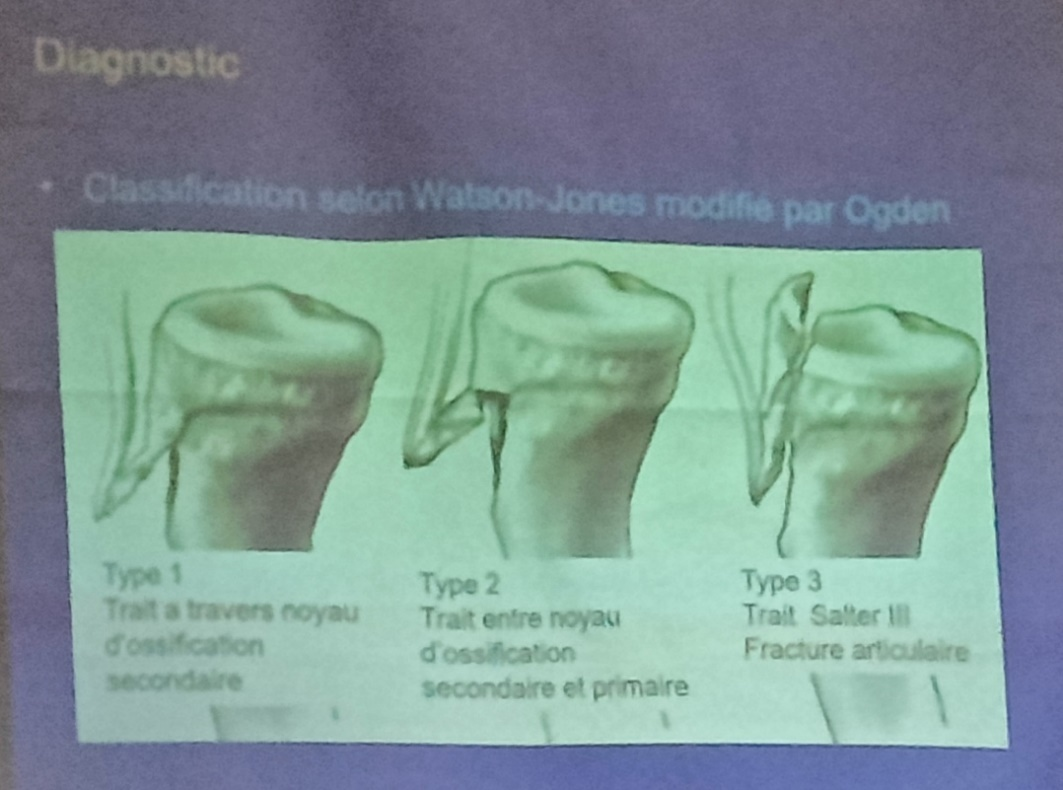 Diagnostic
• Classification selon Watson-Jones modifié par Ogden
Type 1
Trait a travers noyau
d'ossification
secondaire
Type 2
Trait entre noyau
d'ossification
secondaire et primaire
Type 3
Trait Salter III
Fracture articulaire